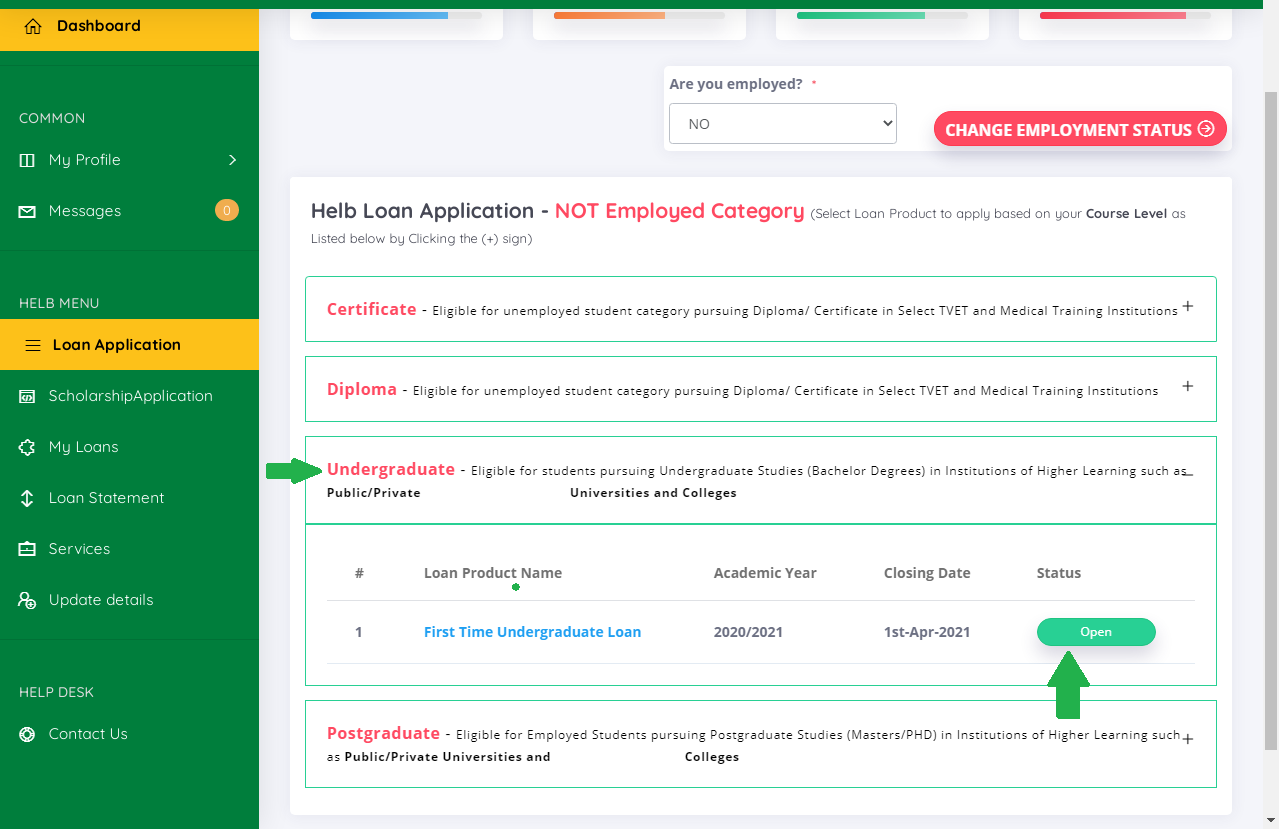 Dashboard
COMMON
My Profile
Messages
0
HELB MENU
Loan Application
ScholarshipApplication
My Loans
Loan Statement
Services
Update details
HELP DESK
Contact Us
Are you employed? *
NO
CHANGE EMPLOYMENT STATUS
Helb Loan Application - NOT Employed Category (Select Loan Product to apply based on your Course Level as
Listed below by Clicking the (+) sign)
Certificate - Eligible for unemployed student category pursuing Diploma/ Certificate in Select TVET and Medical Training Institutions +
Diploma - Eligible for unemployed student category pursuing Diploma/ Certificate in Select TVET and Medical Training Institutions +
Undergraduate - Eligible for students pursuing Undergraduate Studies (Bachelor Degrees) in Institutions of Higher Learning such as –
Public/Private Universities and Colleges
# Loan Product Name Academic Year Closing Date Status
1 First Time Undergraduate Loan 2020/2021 1st-Apr-2021 Open
Postgraduate - Eligible for Employed Students pursuing Postgraduate Studies (Masters/PHD) in Institutions of Higher Learning such +
as Public/Private Universities and Colleges